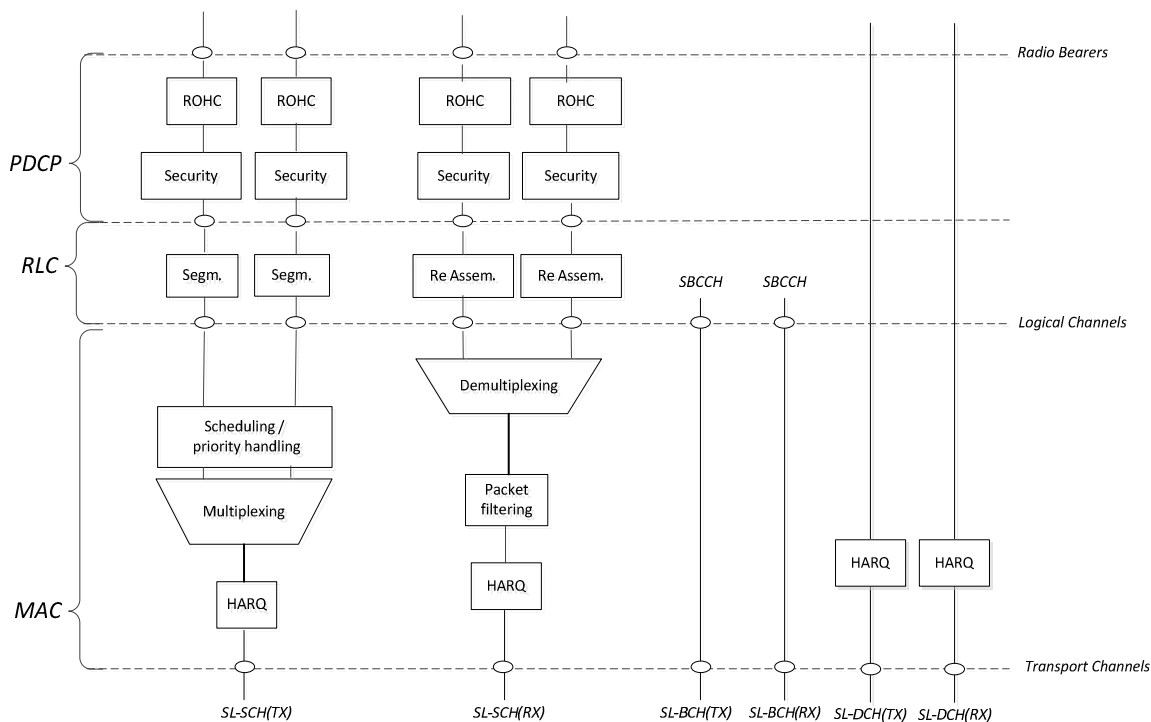 Radio Bearers
ROHC ROHC ROHC ROHC
PDCP
Security Security Security Security
RLC
Segm. Segm. Re Assem. Re Assem.
SBCCH SBCCH
Logical Channels
Demultiplexing
Scheduling /
priority handling
Packet
filtering
Multiplexing
HARQ HARQ
HARQ
HARQ
MAC
Transport Channels
SL-SCH(TX) SL-SCH(RX) SL-BCH(TX) SL-BCH(RX) SL-DCH(TX) SL-DCH(RX)